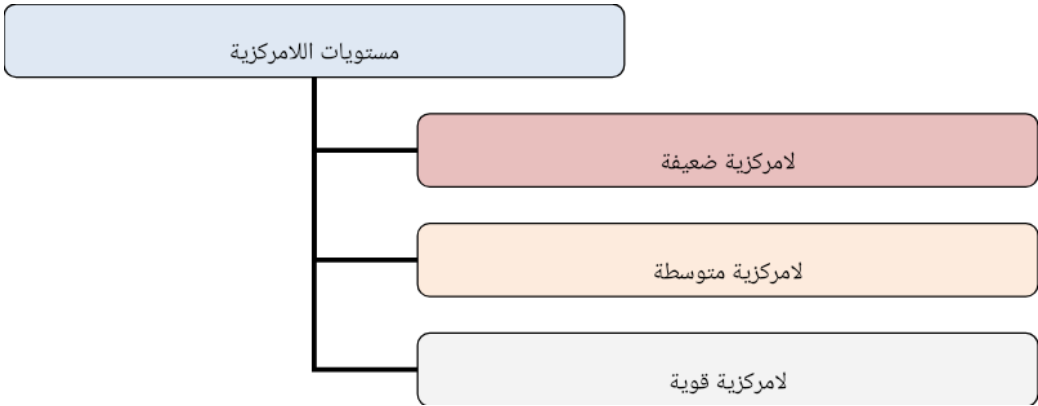 مستويات اللامركزية
لامركزية ضعيفة
لامركزية متوسطة
لامركزية قوية